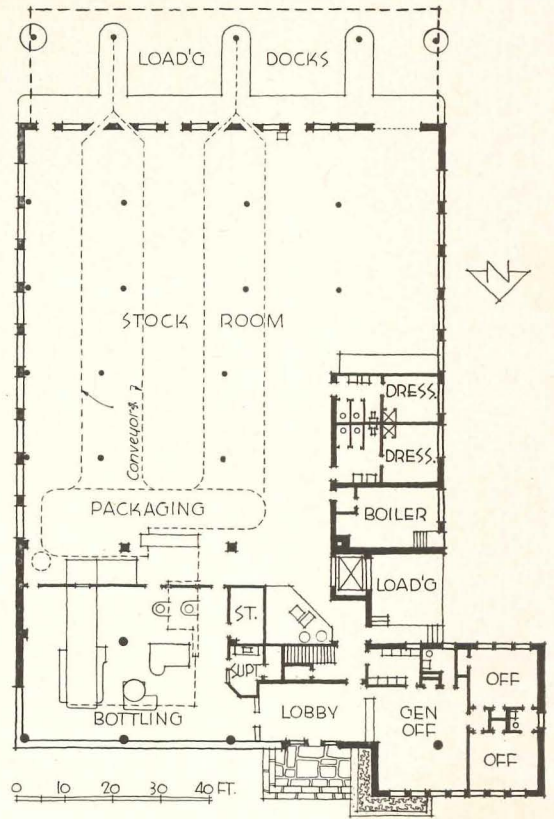 LOAD'G DOCKS
N
STOCK ROOM
Conveyors
DRESS.
DRESS.
PACKAGING
BOILER
LOAD'G
ST.
SUPT
BOTTLING
LOBBY
GEN OFF
OFF
OFF
0 10 20 30 40 FT.